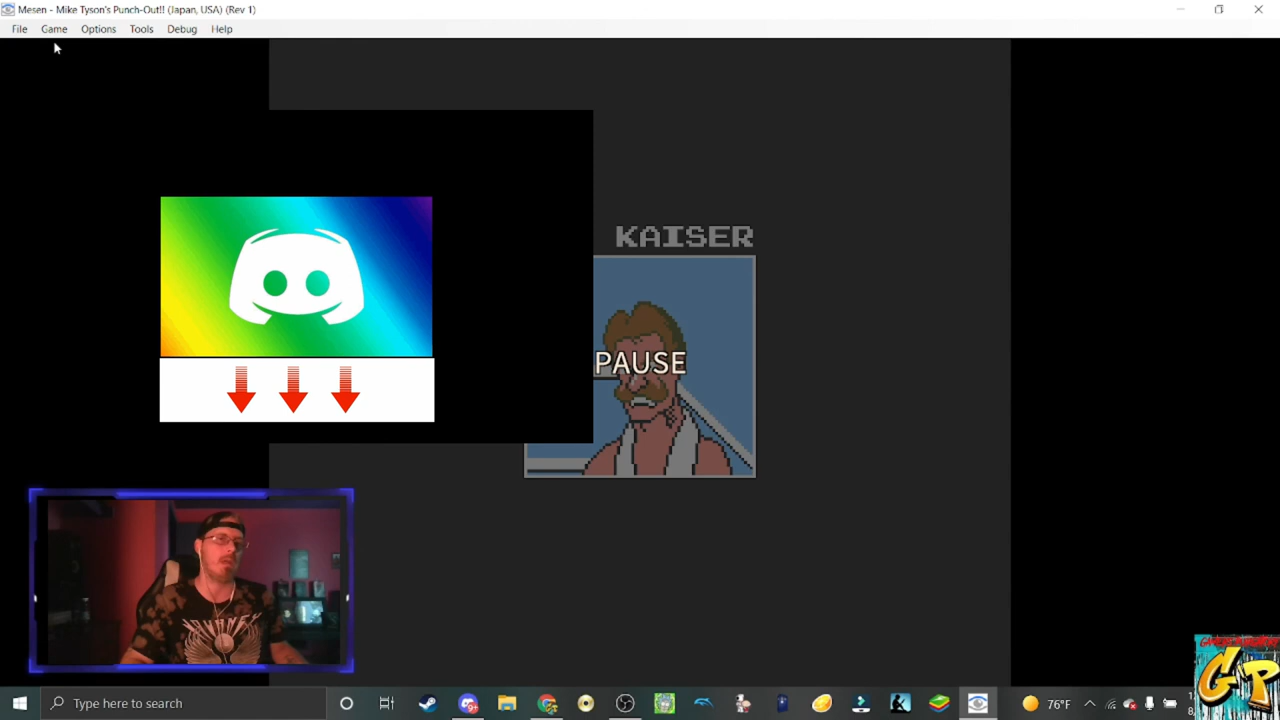 Mesen - Mike Tyson's Punch-Out!! (Japan, USA) (Rev 1)
File Game Options Tools Debug Help
KAISER
PAUSE
GP
Type here to search
76°F